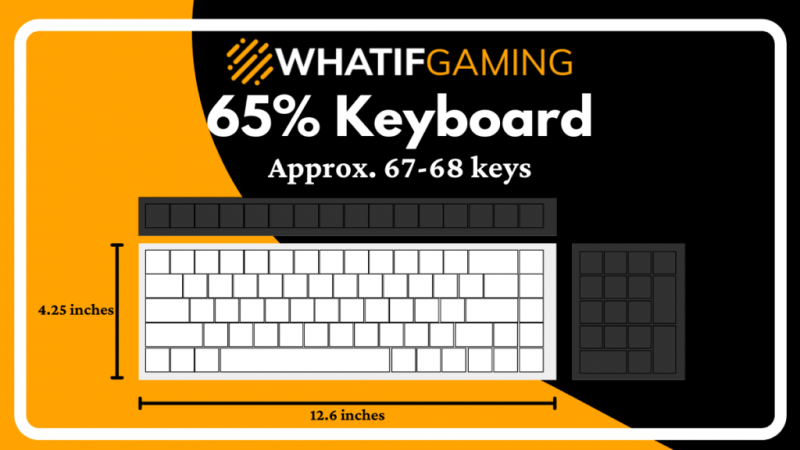 WHATIFGAMING
65% Keyboard
Approx. 67-68 keys
4.25 inches
12.6 inches